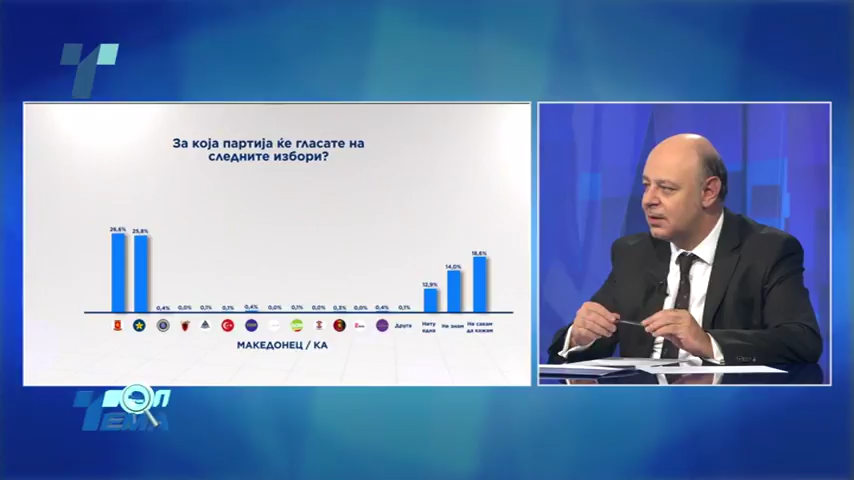 За која партија ќе гласате на
следните избори?
26,6% 25,8% 0,4% 0,0% 0,1% 0,1% 0,4% 0,0% 0,1% 0,0% 0,3% 0,0% 0,4% 0,1% 12,9% 14,0% 18,6%
Друга Ниту една Не знам Не сакам да кажам
МАКЕДОНЕЦ / КА
ТЕМА